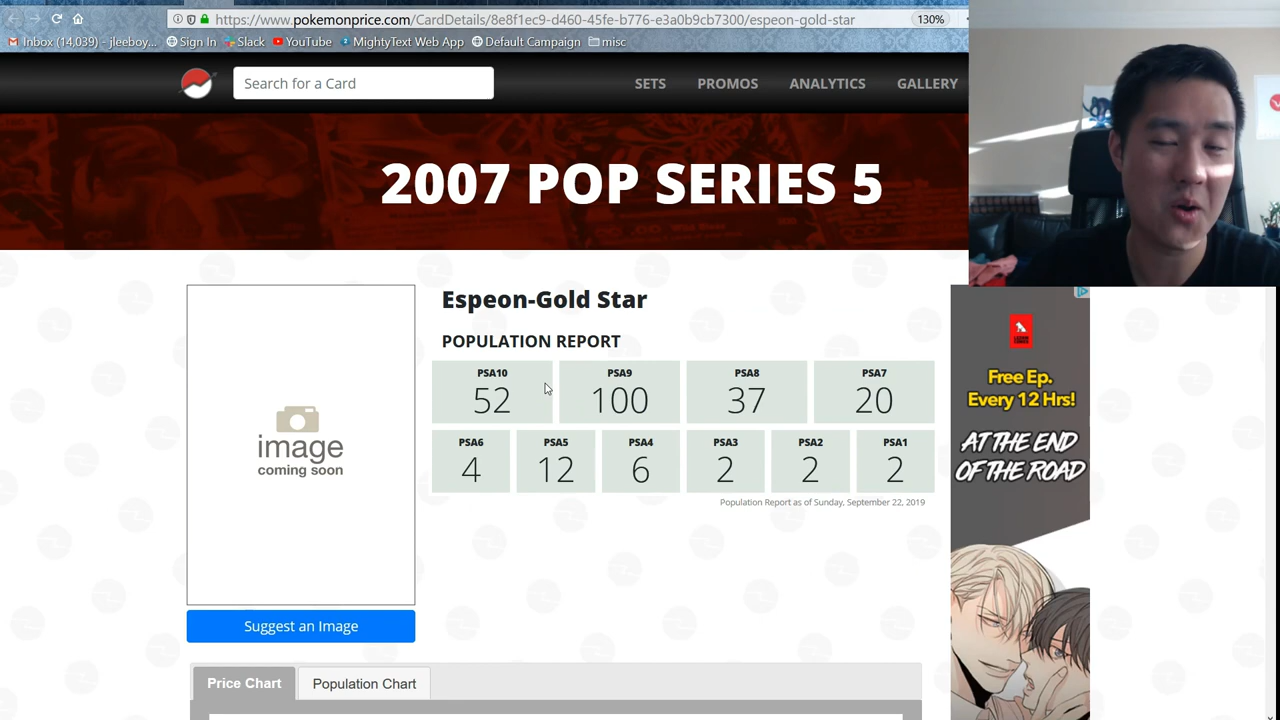 https://www.pokemonprice.com/CardDetails/8e8f1ec9-d460-45fe-b776-e3a0b9cb7300/espeon-gold-star
130%
Inbox (14,039) - jleeboy...
Sign In
Slack
YouTube
MightyText Web App
Default Campaign
misc
Search for a Card
SETS
PROMOS
ANALYTICS
GALLERY
2007 POP SERIES 5
Espeon-Gold Star
POPULATION REPORT
PSA10
52
PSA9
100
PSA8
37
PSA7
20
PSA6
4
PSA5
12
PSA4
6
PSA3
2
PSA2
2
PSA1
2
Population Report as of Sunday, September 22, 2019
image
coming soon
Suggest an Image
Price Chart
Population Chart
Free Ep.
Every 12 Hrs!
AT THE END
OF THE ROAD